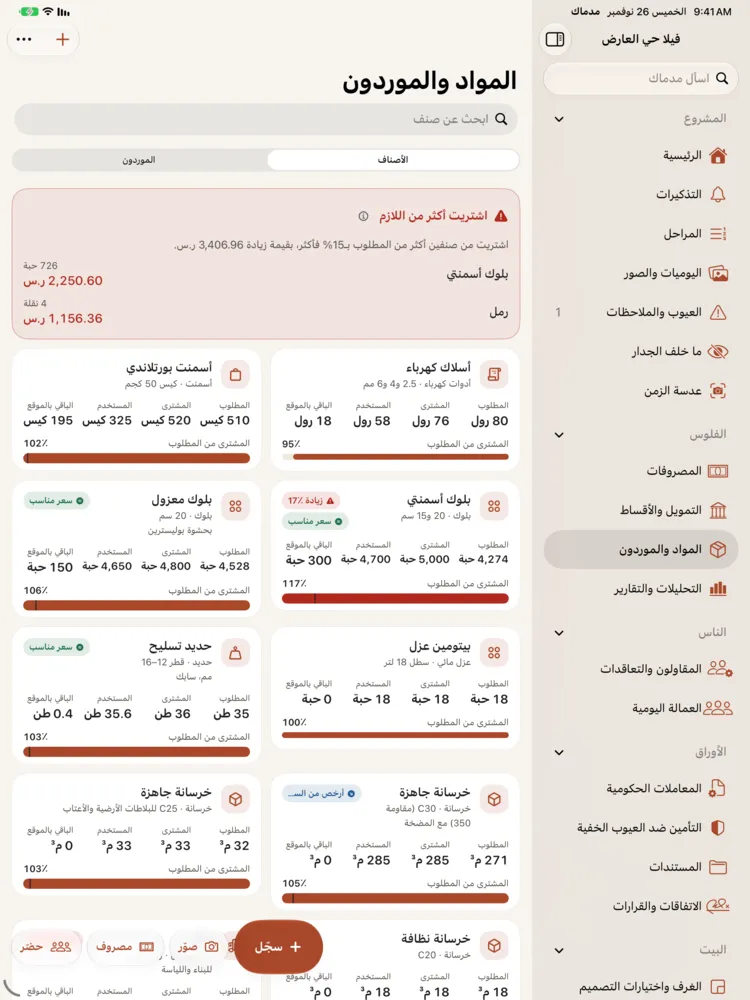 9:41 AM الخميس 26 نوفمبر مدماك
فيلا حي العارض
اسأل مدماك
المشروع
الرئيسية
التذكيرات
المراحل
اليوميات والصور
العيوب والملاحظات 1
ما خلف الجدار
عدسة الزمن
الفلوس
المصروفات
التمويل والأقساط
المواد والموردون
التحليلات والتقارير
الناس
المقاولون والتعاقدات
العمالة اليومية
الأوراق
المعاملات الحكومية
التأمين ضد العيوب الخفية
المستندات
الاتفاقات والقرارات
البيت
الغرف واختيارات التصميم
المواد والموردون
ابحث عن صنف
الأصناف
الموردون
اشتريت أكثر من اللازم
اشتريت من صنفين أكثر من المطلوب بـ15% فأكثر، بقيمة زيادة 3,406.96 ر.س.
بلوك أسمنتي
726 حبة
2,250.60 ر.س
رمل
4 نقلة
1,156.36 ر.س
أسلاك كهرباء
أدوات كهرباء · 2.5 و4 و6 مم
المطلوب المشترى المستخدم الباقي بالموقع
80 رول 76 رول 58 رول 18 رول
المشترى من المطلوب 95٪
أسمنت بورتلاندي
أسمنت · كيس 50 كجم
المطلوب المشترى المستخدم الباقي بالموقع
510 كيس 520 كيس 325 كيس 195 كيس
المشترى من المطلوب 102٪
بلوك أسمنتي
زيادة 17٪
بلوك · 20 و15 سم
سعر مناسب
المطلوب المشترى المستخدم الباقي بالموقع
4,274 حبة 5,000 حبة 4,700 حبة 300 حبة
المشترى من المطلوب 117٪
بلوك معزول
سعر مناسب
بلوك · 20 سم
بحشوة بوليسترين
المطلوب المشترى المستخدم الباقي بالموقع
4,528 حبة 4,800 حبة 4,650 حبة 150 حبة
المشترى من المطلوب 106٪
بيتومين عزل
عزل مائي · سطل 18 لتر
المطلوب المشترى المستخدم الباقي بالموقع
18 حبة 18 حبة 18 حبة 0 حبة
المشترى من المطلوب 100٪
حديد تسليح
سعر مناسب
حديد · قطر 12–16
مم، سابك
المطلوب المشترى المستخدم الباقي بالموقع
35 طن 36 طن 35.6 طن 0.4 طن
المشترى من المطلوب 103٪
خرسانة جاهزة
أرخص من الس...
خرسانة · C30 (مقاومة
350) مع المضخة
المطلوب المشترى المستخدم الباقي بالموقع
271 م³ 285 م³ 285 م³ 0 م³
المشترى من المطلوب 105٪
خرسانة جاهزة
خرسانة · C25 للبلاطات الأرضية والأعتاب
المطلوب المشترى المستخدم الباقي بالموقع
32 م³ 33 م³ 33 م³ 0 م³
المشترى من المطلوب 103٪
خرسانة نظافة
خرسانة · C20
المطلوب المشترى المستخدم الباقي بالموقع
18 م³ 18 م³ 18 م³ 0 م³
للبناء واللياسة
المطلوب المشترى المستخدم الباقي بالموقع
سجّل
صوّر
مصروف
حضّر